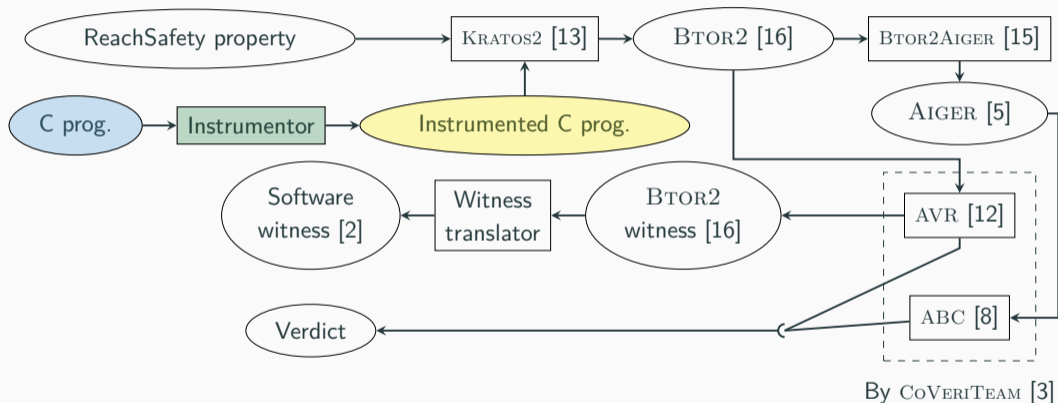 ReachSafety property
KRATOS2 [13]
BTOR2 [16]
BTOR2AIGER [15]
C prog.
Instrumentor
Instrumented C prog.
AIGER [5]
Software
witness [2]
Witness
translator
BTOR2
witness [16]
AVR [12]
Verdict
ABC [8]
By COVERITEAM [3]